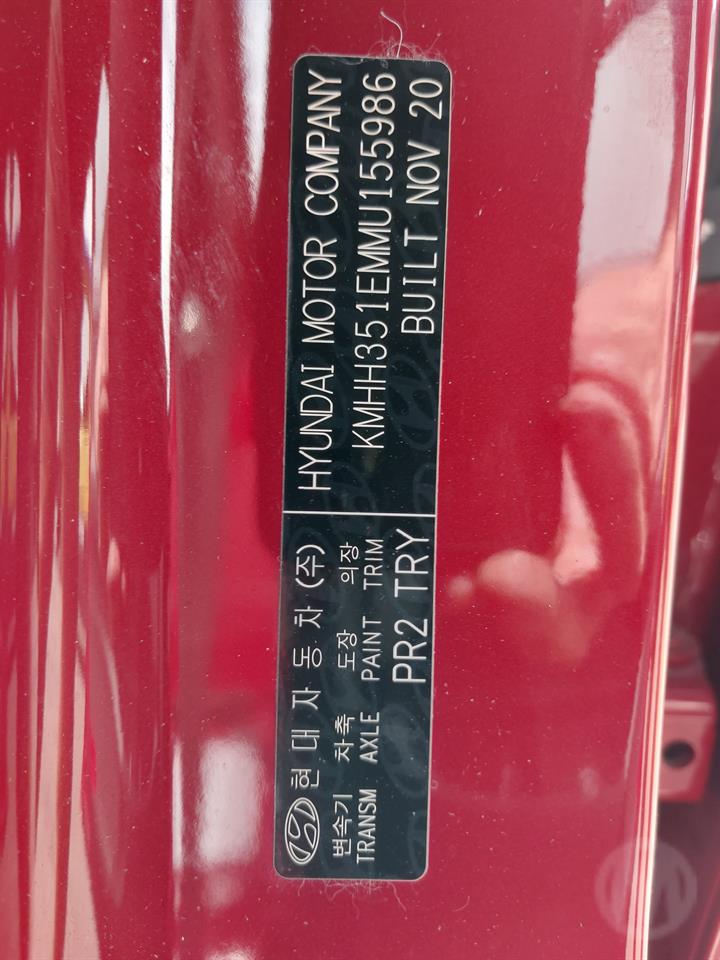 현대자동차(주)
변속기 차축 도장 의장
TRANSM AXLE PAINT TRIM
PR2 TRY
HYUNDAI MOTOR COMPANY
KMHH351EMMU155986
BUILT NOV 20